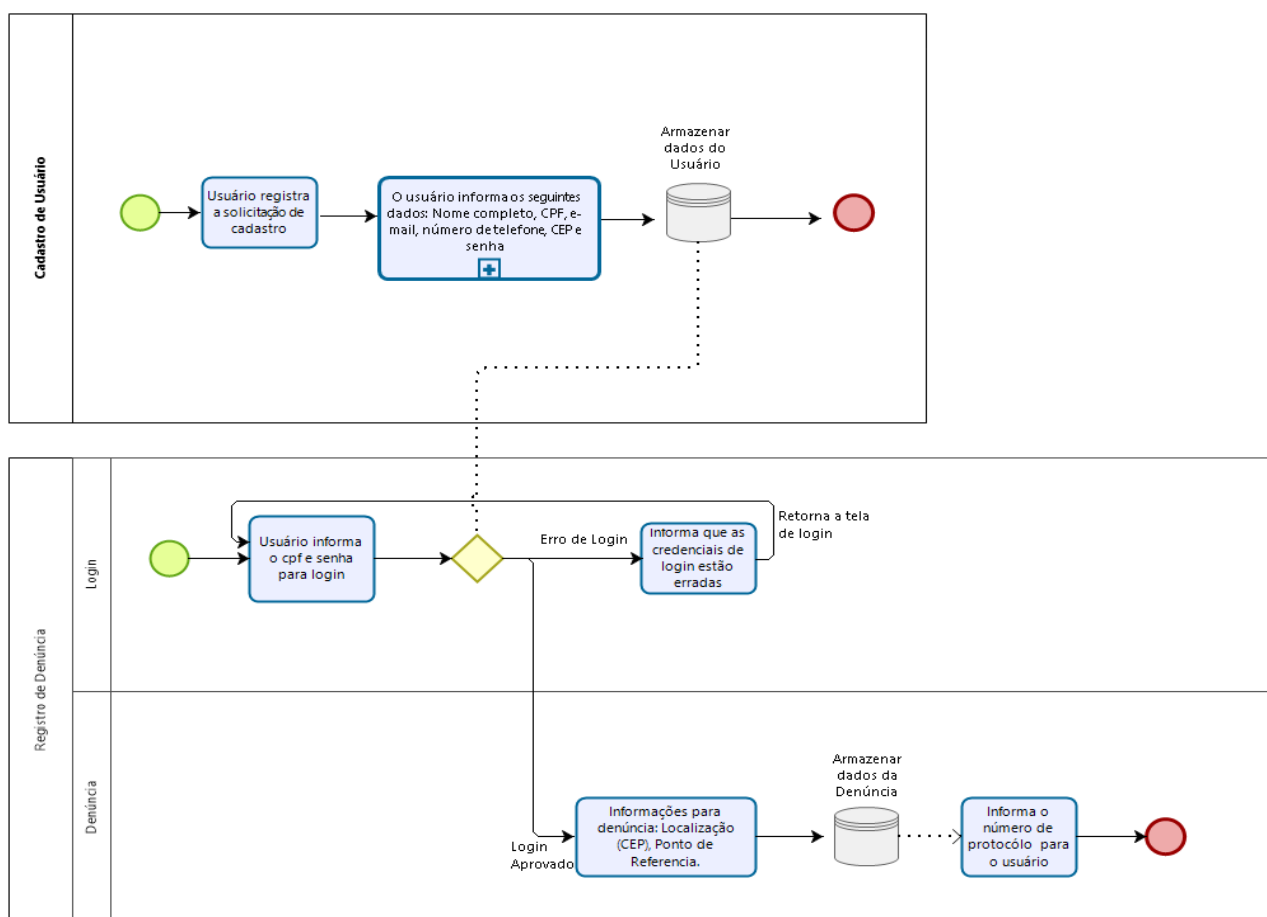 Cadastro de Usuário
Usuário registra
a solicitação de
cadastro
O usuário informa os seguintes
dados: Nome completo, CPF, e-
mail, número de telefone, CEP e
senha
Armazenar
dados do
Usuário
Registro de Denúncia
Login
Usuário informa
o cpf e senha
para login
Erro de Login
Informa que as
credenciais de
login estão
erradas
Retorna a tela
de login
Denúncia
Login
Aprovado
Informações para
denúncia: Localização
(CEP), Ponto de
Referencia.
Armazenar
dados da
Denúncia
Informa o
número de
protocólo para
o usuário